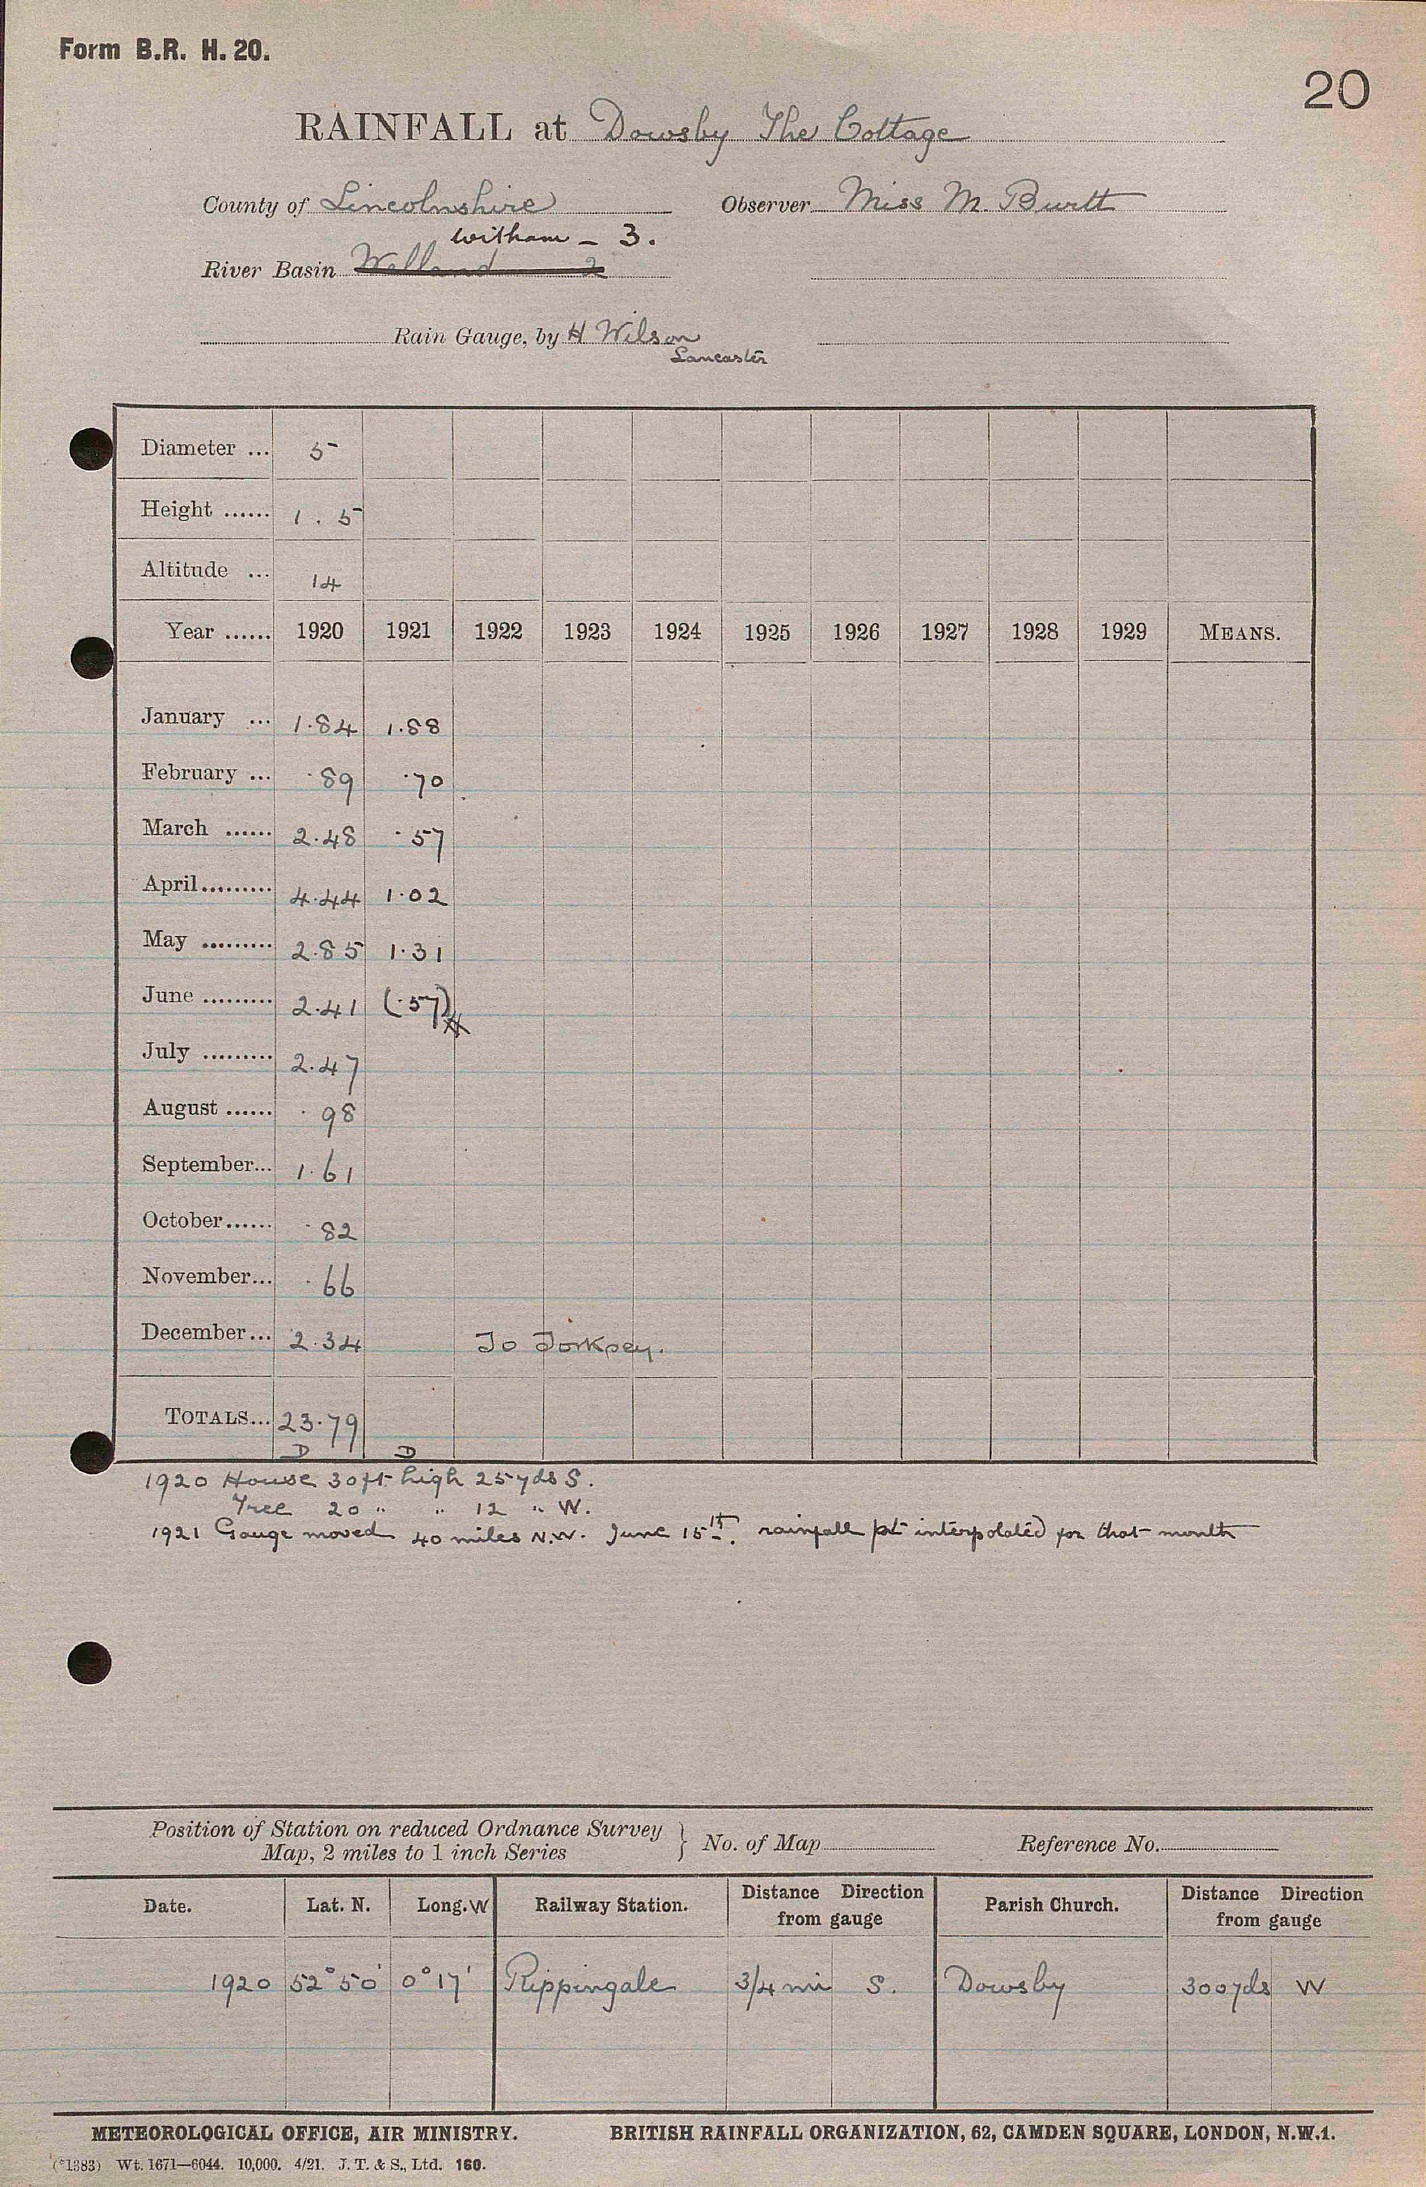 Form B.R. H. 20.
20
RAINFALL at Dowsby The Cottage
County of Lincolnshire Observer Miss M. Burtt
Witham - 3.
River Basin Welland 2
Rain Gauge, by H Wilson
Lancaster
Diameter ... 5
Height ...... 1.5
Altitude ... 14
Year ...... 1920 1921 1922 1923 1924 1925 1926 1927 1928 1929 MEANS.
January ... 1.84 1.88
February ... .89 .70
March ...... 2.48 .57
April......... 4.44 1.02
May ......... 2.85 1.31
June ......... 2.41 (.57)
July ......... 2.47
August ...... .98
September... 1.61
October...... .82
November... .66
December... 2.34 To Torksey.
TOTALS... 23.79
D D
1920 House 30ft high 25yds S.
Tree 20 " " 12 " W.
1921 Gauge moved 40 miles N.W. June 15th. rainfall pt interpolated for that month
Position of Station on reduced Ordnance Survey
Map, 2 miles to 1 inch Series } No. of Map Reference No.
Date. Lat. N. Long. W Railway Station. Distance Direction from gauge Parish Church. Distance Direction from gauge
1920 52°50' 0°17' Rippingale 3/4 mi S. Dowsby 300yds W
METEOROLOGICAL OFFICE, AIR MINISTRY. BRITISH RAINFALL ORGANIZATION, 62, CAMDEN SQUARE, LONDON, N.W.1.
(*1383) Wt. 1671—6044. 10,000. 4/21. J. T. & S., Ltd. 160.